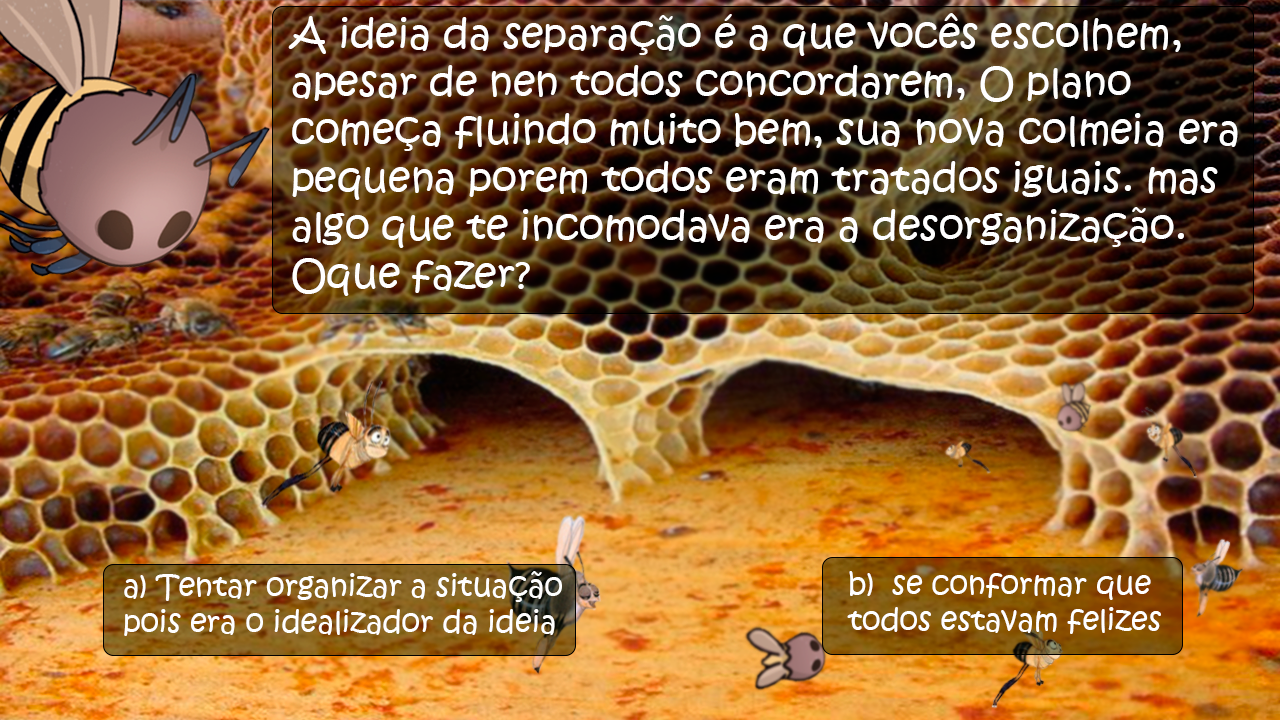 A ideia da separação é a que vocês escolhem,
apesar de nen todos concordarem, O plano
começa fluindo muito bem, sua nova colmeia era
pequena porem todos eram tratados iguais. mas
algo que te incomodava era a desorganização.
Oque fazer?
a) Tentar organizar a situação
pois era o idealizador da ideia
b) se conformar que
todos estavam felizes